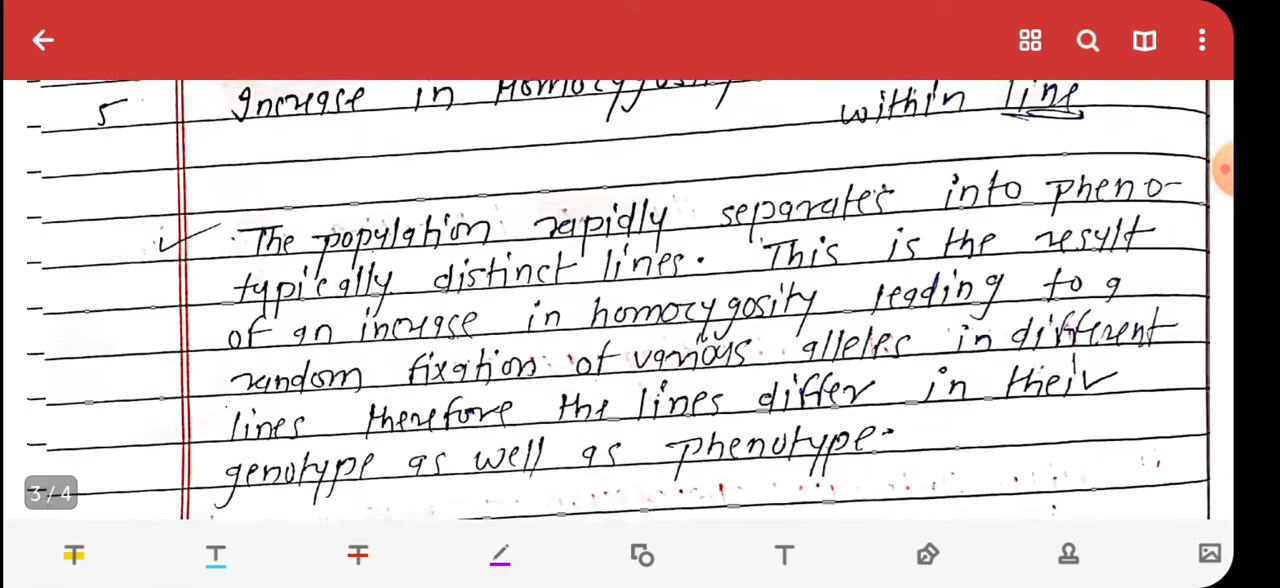 5 Increase in Homozygosity
within line
The population rapidly separates into pheno-
typically distinct lines. This is the result
of an increase in homozygosity leading to a
random fixation of various alleles in different
lines therefore the lines differ in their
genotype as well as phenotype.
3 / 4
T T T T